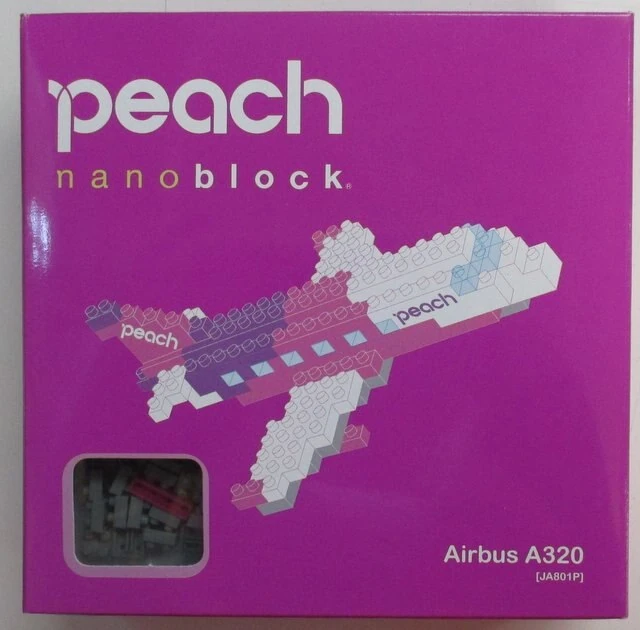 peach
nanoblock®
peach
peach
Airbus A320
[JA801P]